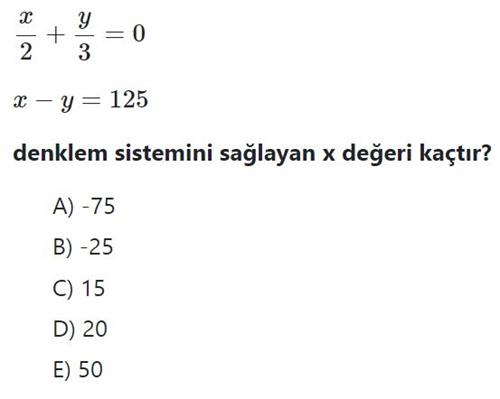 x/2 + y/3 = 0
x − y = 125
denklem sistemini sağlayan x değeri kaçtır?
A) -75
B) -25
C) 15
D) 20
E) 50